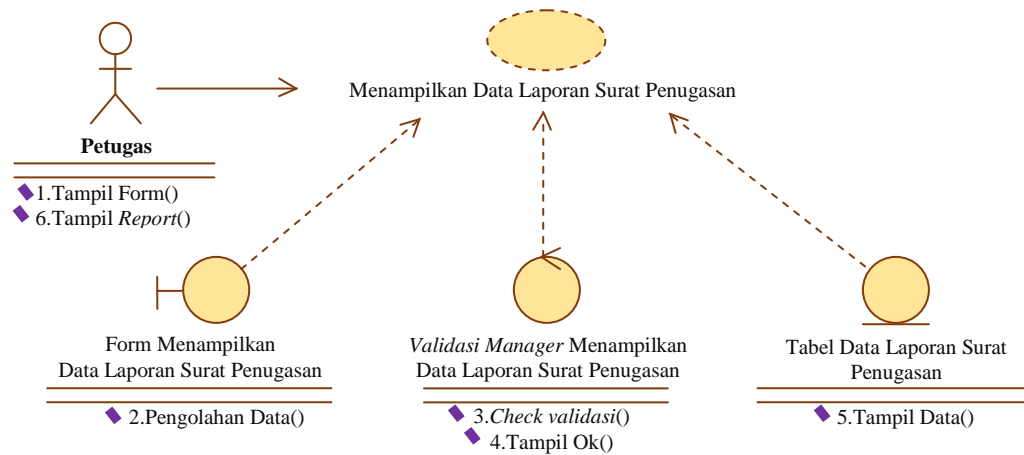 Menampilkan Data Laporan Surat Penugasan
Petugas
1.Tampil Form()
6.Tampil Report()
Form Menampilkan
Data Laporan Surat Penugasan
2.Pengolahan Data()
Validasi Manager Menampilkan
Data Laporan Surat Penugasan
3.Check validasi()
4.Tampil Ok()
Tabel Data Laporan Surat
Penugasan
5.Tampil Data()